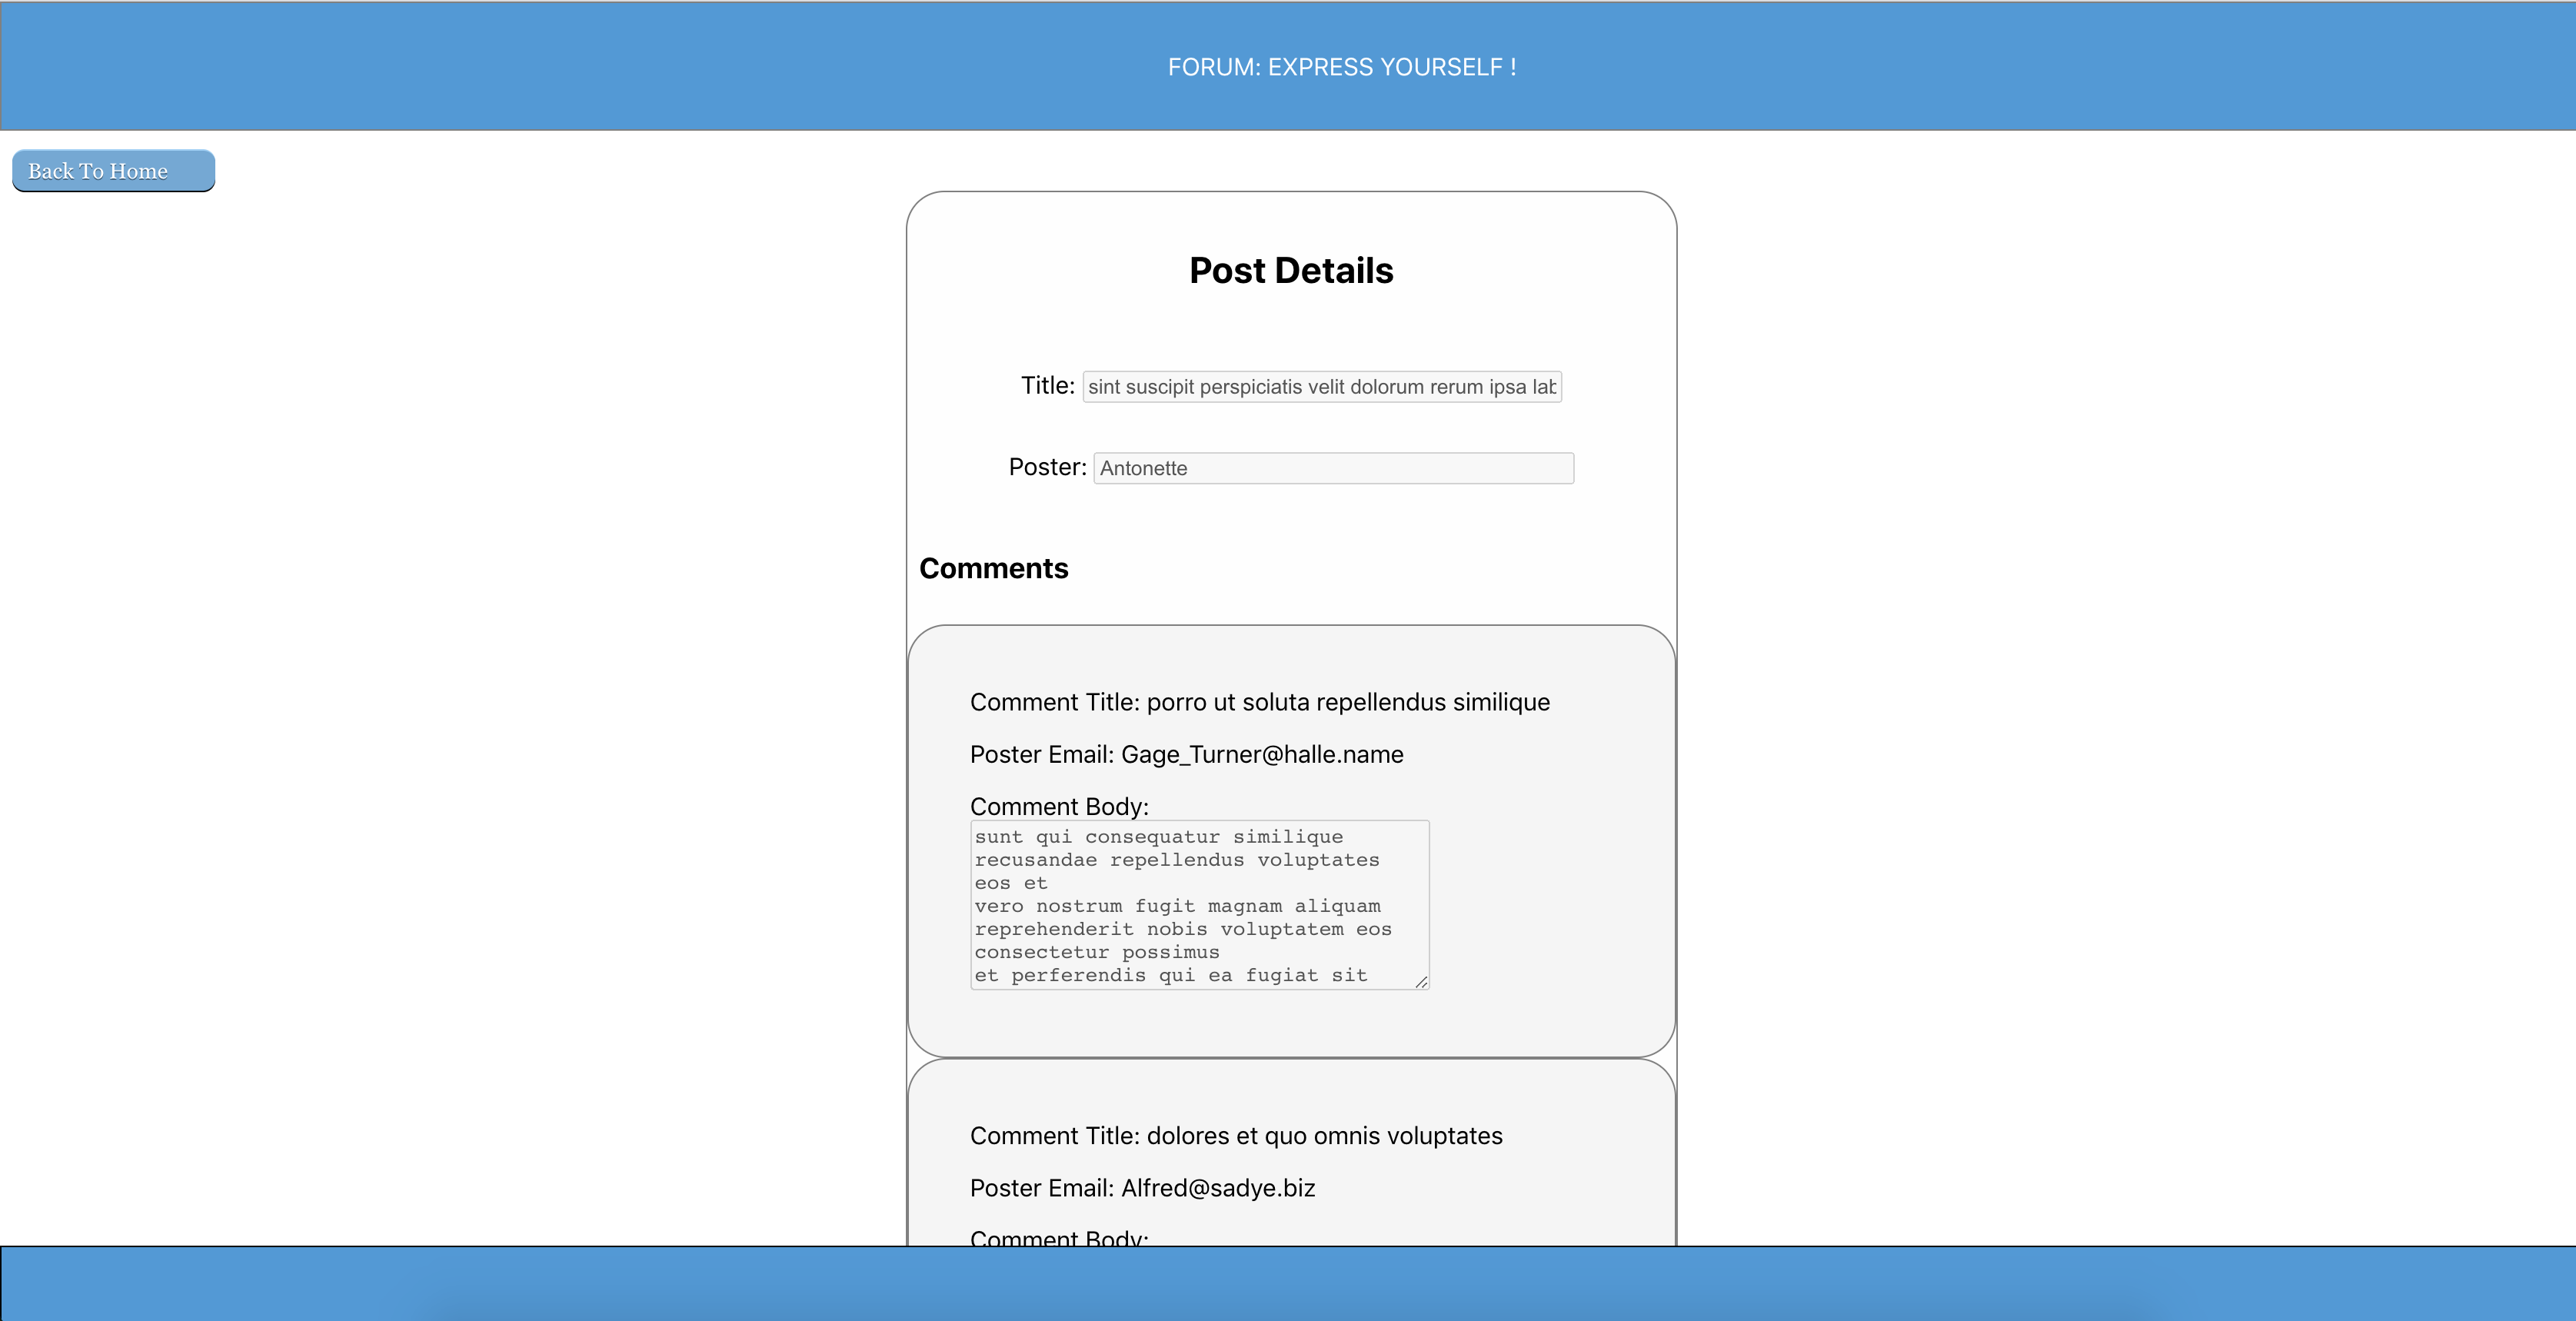 FORUM: EXPRESS YOURSELF !
Back To Home
Post Details
Title: sint suscipit perspiciatis velit dolorum rerum ipsa lab
Poster: Antonette
Comments
Comment Title: porro ut soluta repellendus similique
Poster Email: Gage_Turner@halle.name
Comment Body:
sunt qui consequatur similique
recusandae repellendus voluptates
eos et
vero nostrum fugit magnam aliquam
reprehenderit nobis voluptatem eos
consectetur possimus
et perferendis qui ea fugiat sit
Comment Title: dolores et quo omnis voluptates
Poster Email: Alfred@sadye.biz
Comment Body: